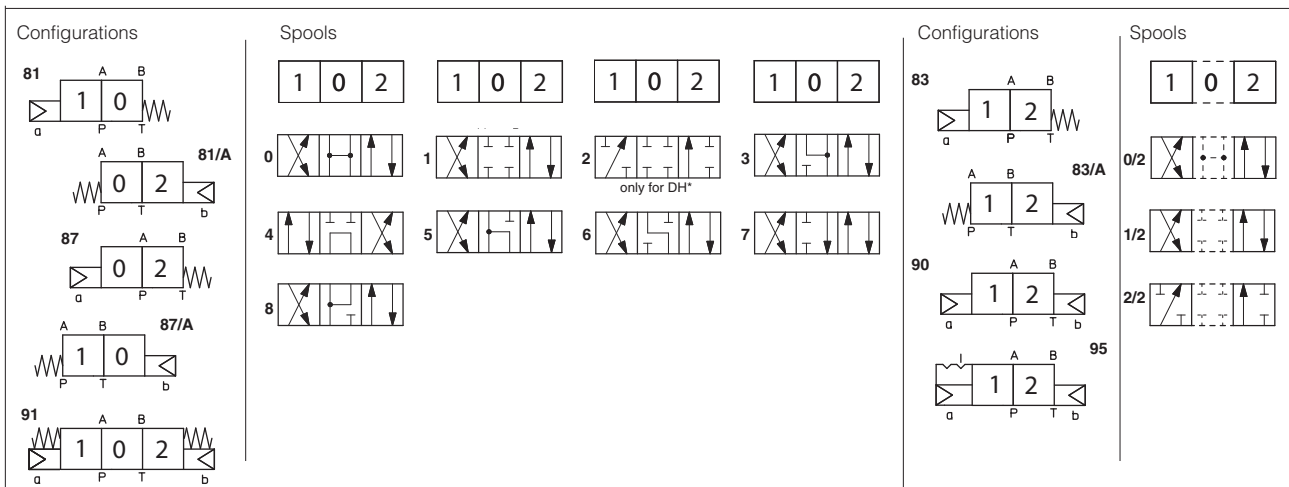 Configurations
Spools
81
A B
1 0
a P T
81/A
A B
0 2
P T b
87
A B
0 2
a P T
87/A
A B
1 0
P T b
91
A B
1 0 2
a P T b
1 0 2
1 0 2
1 0 2
1 0 2
0
1
2
3
only for DH*
4
5
6
7
8
Configurations
Spools
83
A B
1 2
a P T
83/A
A B
1 2
P T b
90
A B
1 2
a P T b
95
A B
1 2
a P T b
1 0 2
0/2
1/2
2/2